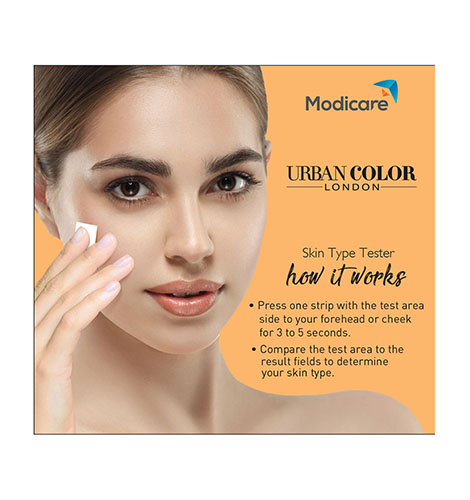 Modicare
URBAN COLOR
LONDON
Skin Type Tester
how it works
• Press one strip with the test area
side to your forehead or cheek
for 3 to 5 seconds.
• Compare the test area to the
result fields to determine
your skin type.